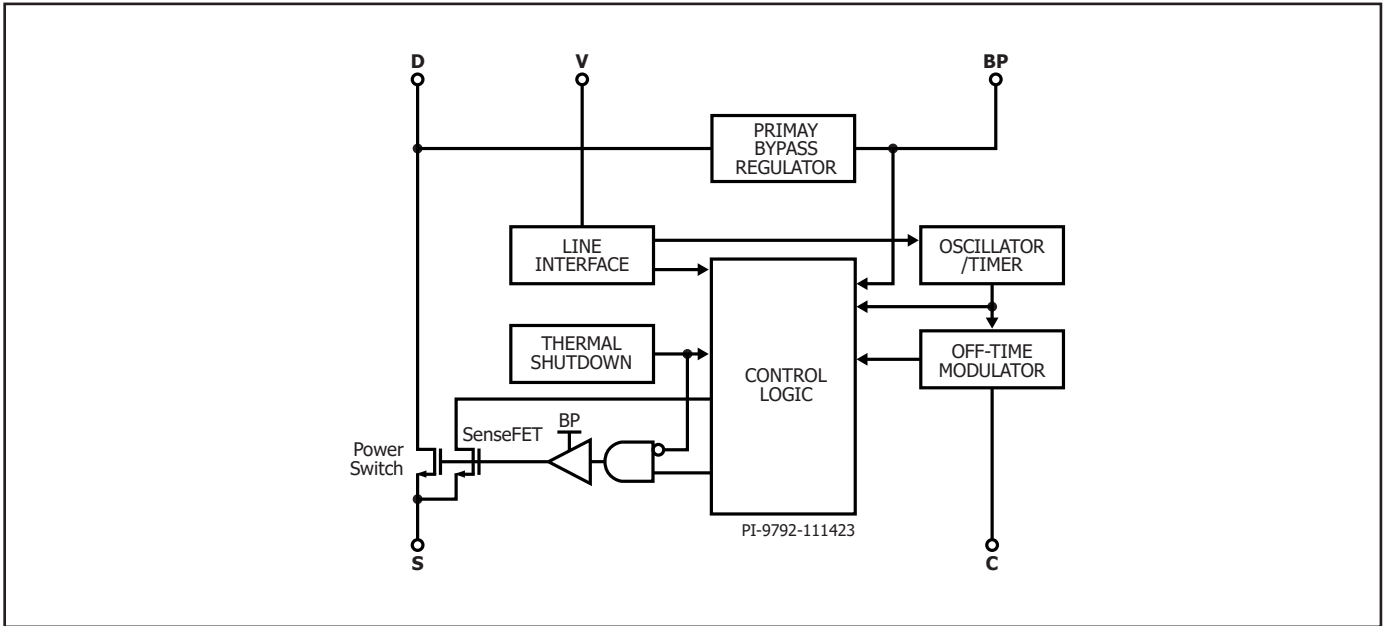 D
V
BP
PRIMAY
BYPASS
REGULATOR
LINE
INTERFACE
OSCILLATOR
/TIMER
THERMAL
SHUTDOWN
OFF-TIME
MODULATOR
CONTROL
LOGIC
BP
SenseFET
Power
Switch
PI-9792-111423
S
C